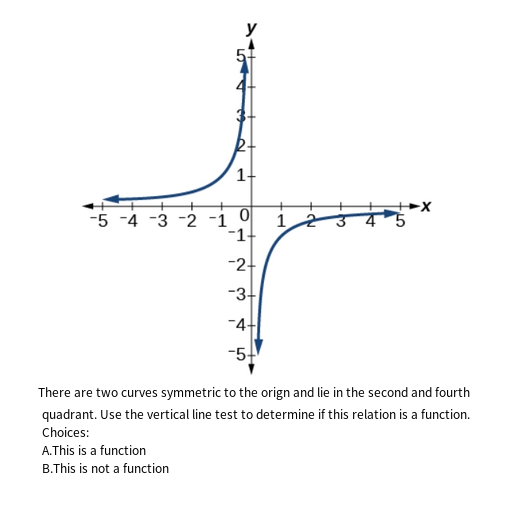 y
5
4
3
2
1
x
-5 -4 -3 -2 -1 0 1 2 3 4 5
-1
-2
-3
-4
-5
There are two curves symmetric to the orign and lie in the second and fourth
quadrant. Use the vertical line test to determine if this relation is a function.
Choices:
A.This is a function
B.This is not a function